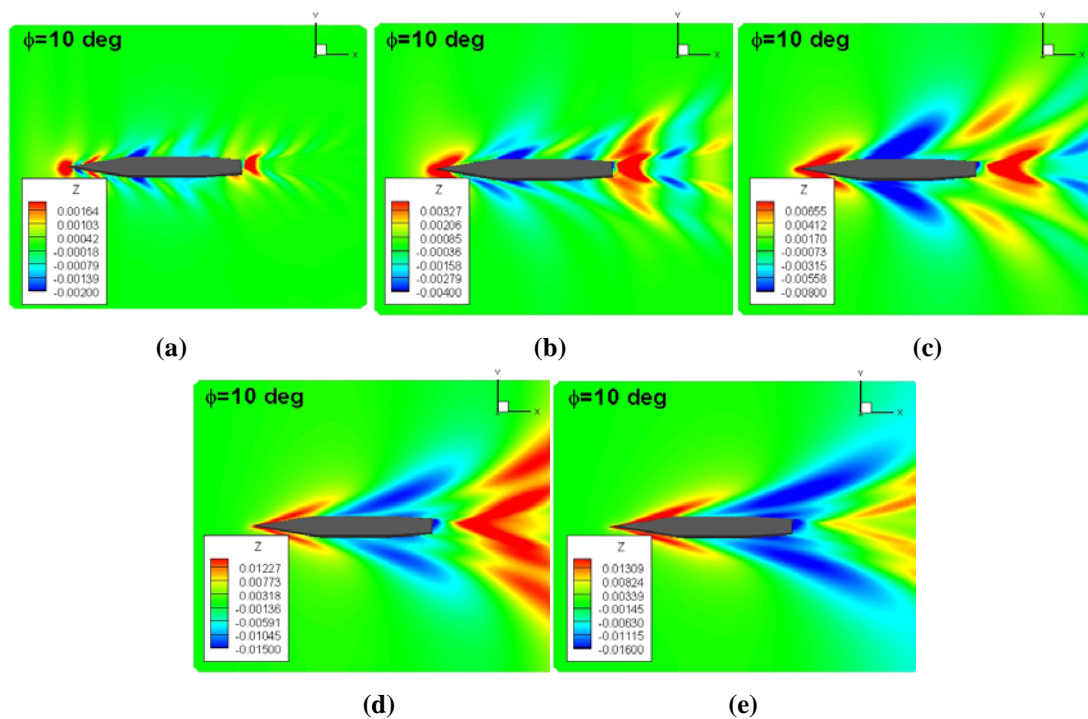 ϕ=10 deg
Y
X
Z
0.00164
0.00103
0.00042
-0.00018
-0.00079
-0.00139
-0.00200
(a)
ϕ=10 deg
Y
X
Z
0.00327
0.00206
0.00085
-0.00036
-0.00158
-0.00279
-0.00400
(b)
ϕ=10 deg
Y
X
Z
0.00655
0.00412
0.00170
-0.00073
-0.00315
-0.00558
-0.00800
(c)
ϕ=10 deg
Y
X
Z
0.01227
0.00773
0.00318
-0.00136
-0.00591
-0.01045
-0.01500
(d)
ϕ=10 deg
Y
X
Z
0.01309
0.00824
0.00339
-0.00145
-0.00630
-0.01115
-0.01600
(e)